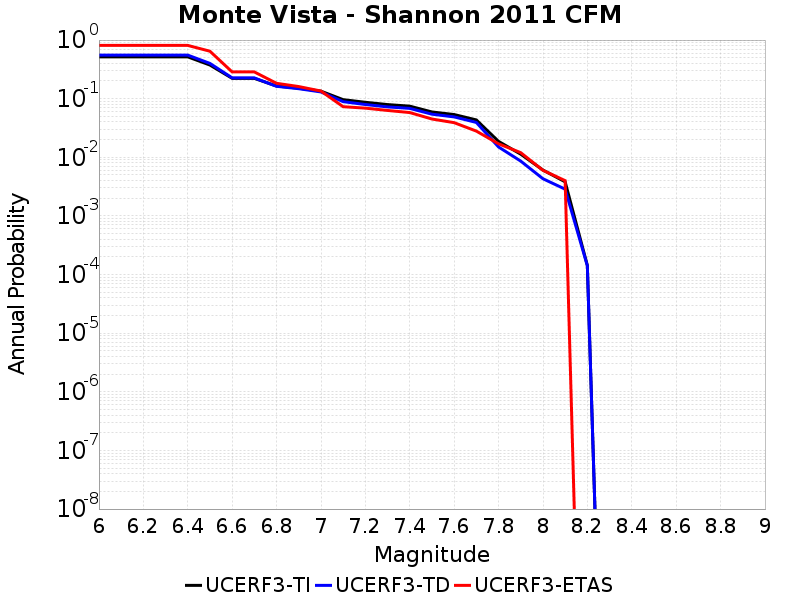 Monte Vista - Shannon 2011 CFM
Annual Probability
10^0
10^-1
10^-2
10^-3
10^-4
10^-5
10^-6
10^-7
10^-8
6 6.2 6.4 6.6 6.8 7 7.2 7.4 7.6 7.8 8 8.2 8.4 8.6 8.8 9
Magnitude
UCERF3-TI UCERF3-TD UCERF3-ETAS